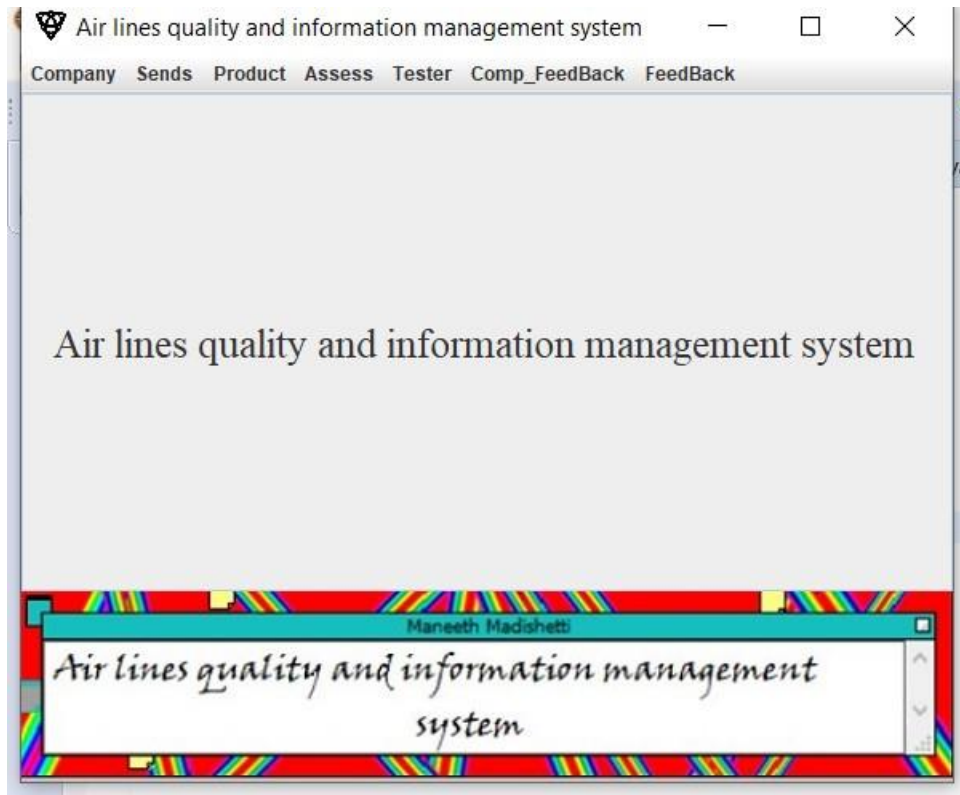 Air lines quality and information management system
Company Sends Product Assess Tester Comp_FeedBack FeedBack
Air lines quality and information management system
Maneeth Madishetti
Air lines quality and information management
system